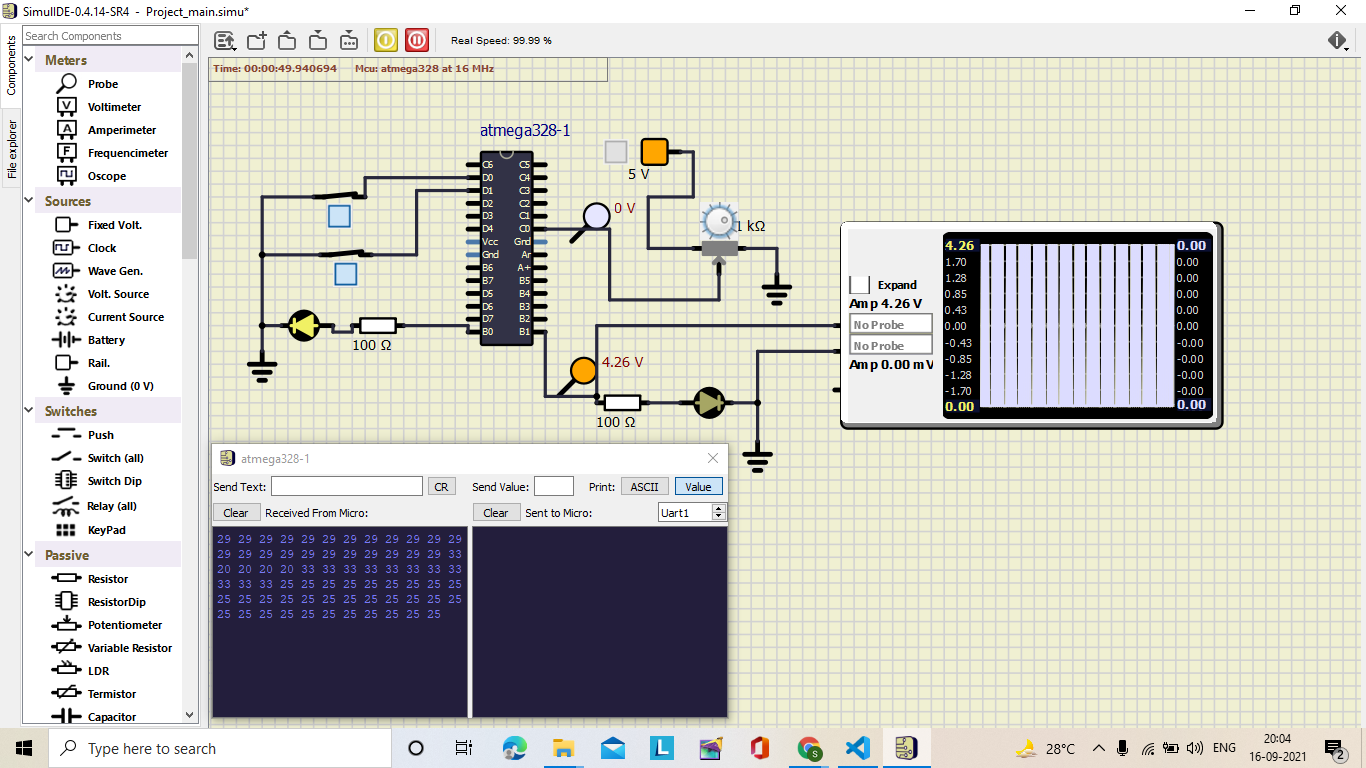 SimulIDE-0.4.14-SR4 - Project_main.simu*
Components
File explorer
Search Components
Meters
Probe
Voltimeter
Amperimeter
Frequencimeter
Oscope
Sources
Fixed Volt.
Clock
Wave Gen.
Volt. Source
Current Source
Battery
Rail.
Ground (0 V)
Switches
Push
Switch (all)
Switch Dip
Relay (all)
KeyPad
Passive
Resistor
ResistorDip
Potentiometer
Variable Resistor
LDR
Termistor
Capacitor
Real Speed: 99.99 %
Time: 00:00:49.940694 Mcu: atmega328 at 16 MHz
atmega328-1
C6 C5
D0 C4
D1 C3
D2 C2
D3 C1
D4 C0
Vcc Gnd
Gnd Ar
B6 A+
B7 B5
D5 B4
D6 B3
D7 B2
B0 B1
5 V
0 V
1 kΩ
100 Ω
4.26 V
100 Ω
Expand
Amp 4.26 V
No Probe
No Probe
Amp 0.00 mV
4.26 0.00
1.70 0.00
1.28 0.00
0.85 0.00
0.43 0.00
0.00 0.00
-0.43 -0.00
-0.85 -0.00
-1.28 -0.00
-1.70 -0.00
0.00 0.00
atmega328-1
Send Text: CR Send Value: Print: ASCII Value
Clear Received From Micro: Clear Sent to Micro: Uart1
29 29 29 29 29 29 29 29 29 29 29 29
29 29 29 29 29 29 29 29 29 29 29 33
20 20 20 20 33 33 33 33 33 33 33 33
33 33 33 25 25 25 25 25 25 25 25 25
25 25 25 25 25 25 25 25 25 25 25 25
25 25 25 25 25 25 25 25 25 25 25
Type here to search
28°C
ENG
20:04
16-09-2021
2